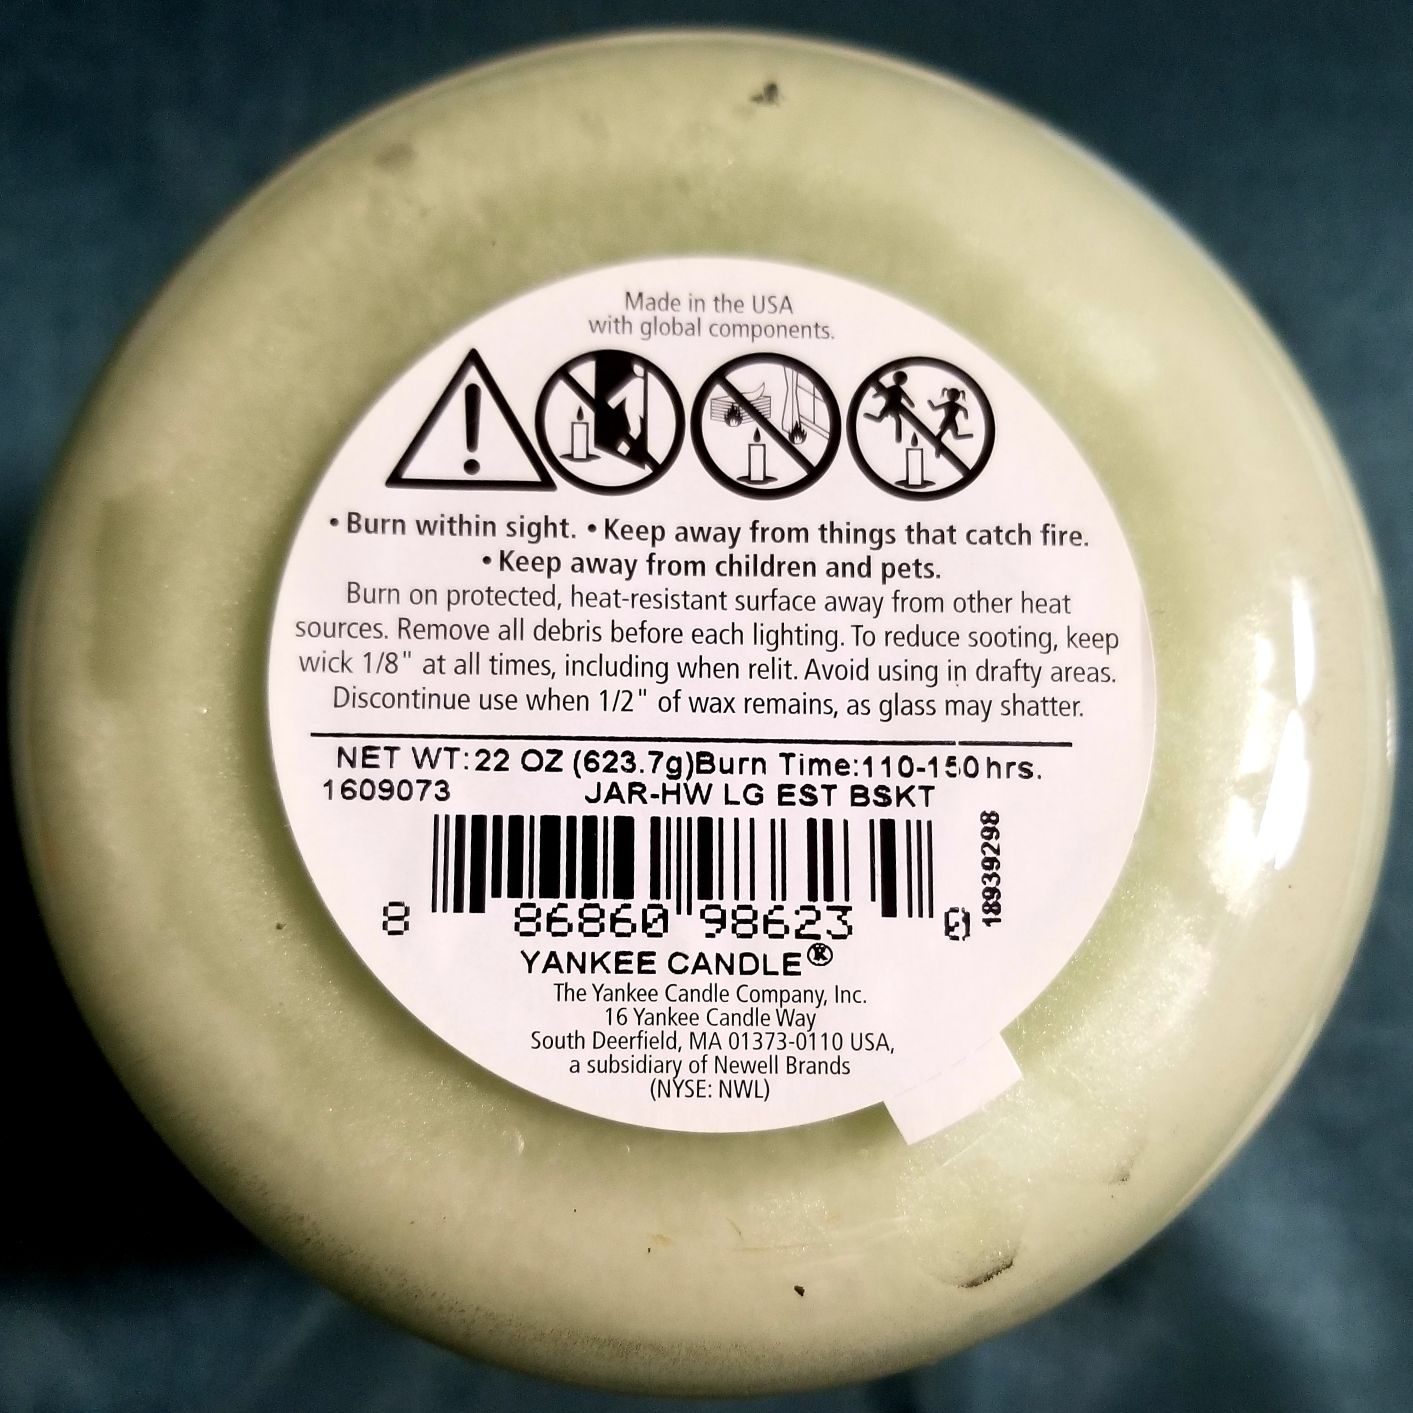 Made in the USA
with global components.
• Burn within sight. • Keep away from things that catch fire.
• Keep away from children and pets.
Burn on protected, heat-resistant surface away from other heat
sources. Remove all debris before each lighting. To reduce sooting, keep
wick 1/8" at all times, including when relit. Avoid using in drafty areas.
Discontinue use when 1/2" of wax remains, as glass may shatter.
NET WT:22 OZ (623.7g)Burn Time:110-150 hrs.
1609073 JAR-HW LG EST BSKT
18939298
8 86860 98623
YANKEE CANDLE®
The Yankee Candle Company, Inc.
16 Yankee Candle Way
South Deerfield, MA 01373-0110 USA,
a subsidiary of Newell Brands
(NYSE: NWL)